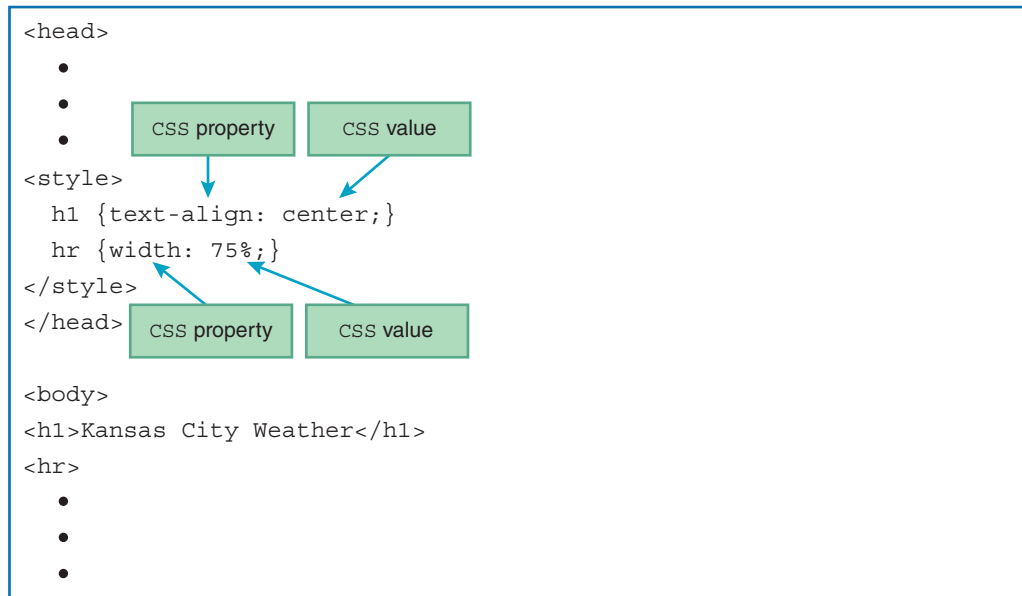 <head>
•
•
•
CSS property CSS value
<style>
h1 {text-align: center;}
hr {width: 75%;}
</style>
</head>
CSS property CSS value
<body>
<h1>Kansas City Weather</h1>
<hr>
•
•
•